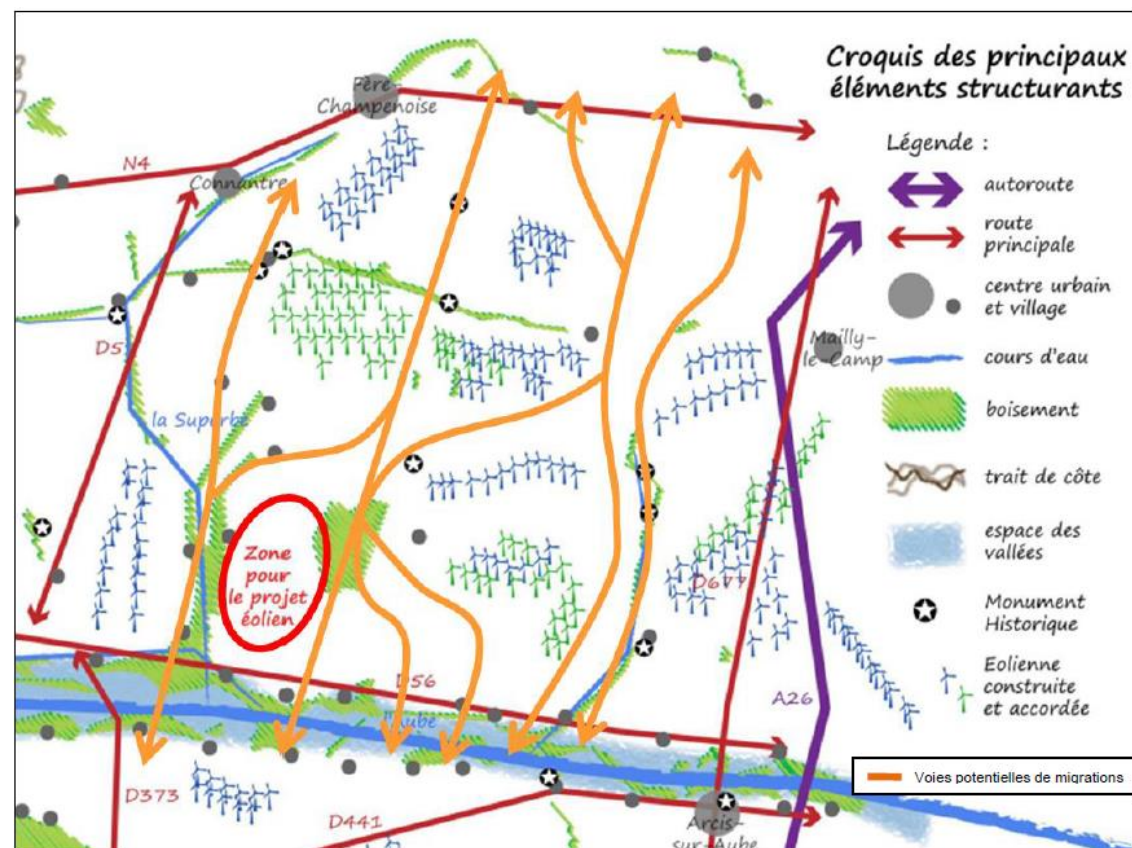 Croquis des principaux
éléments structurants
Légende :
autoroute
route
principale
centre urbain
et village
cours d'eau
boisement
trait de côte
espace des
vallées
Monument
Historique
Eolienne
construite
et accordée
Voies potentielles de migrations
Fère-
Champenoise
N4
Connantre
D5
Mailly-
le-Camp
la Superbe
Zone
pour
le projet
éolien
D677
D56
A26
l'Aube
D373
D441
Arcis-
sur-Aube